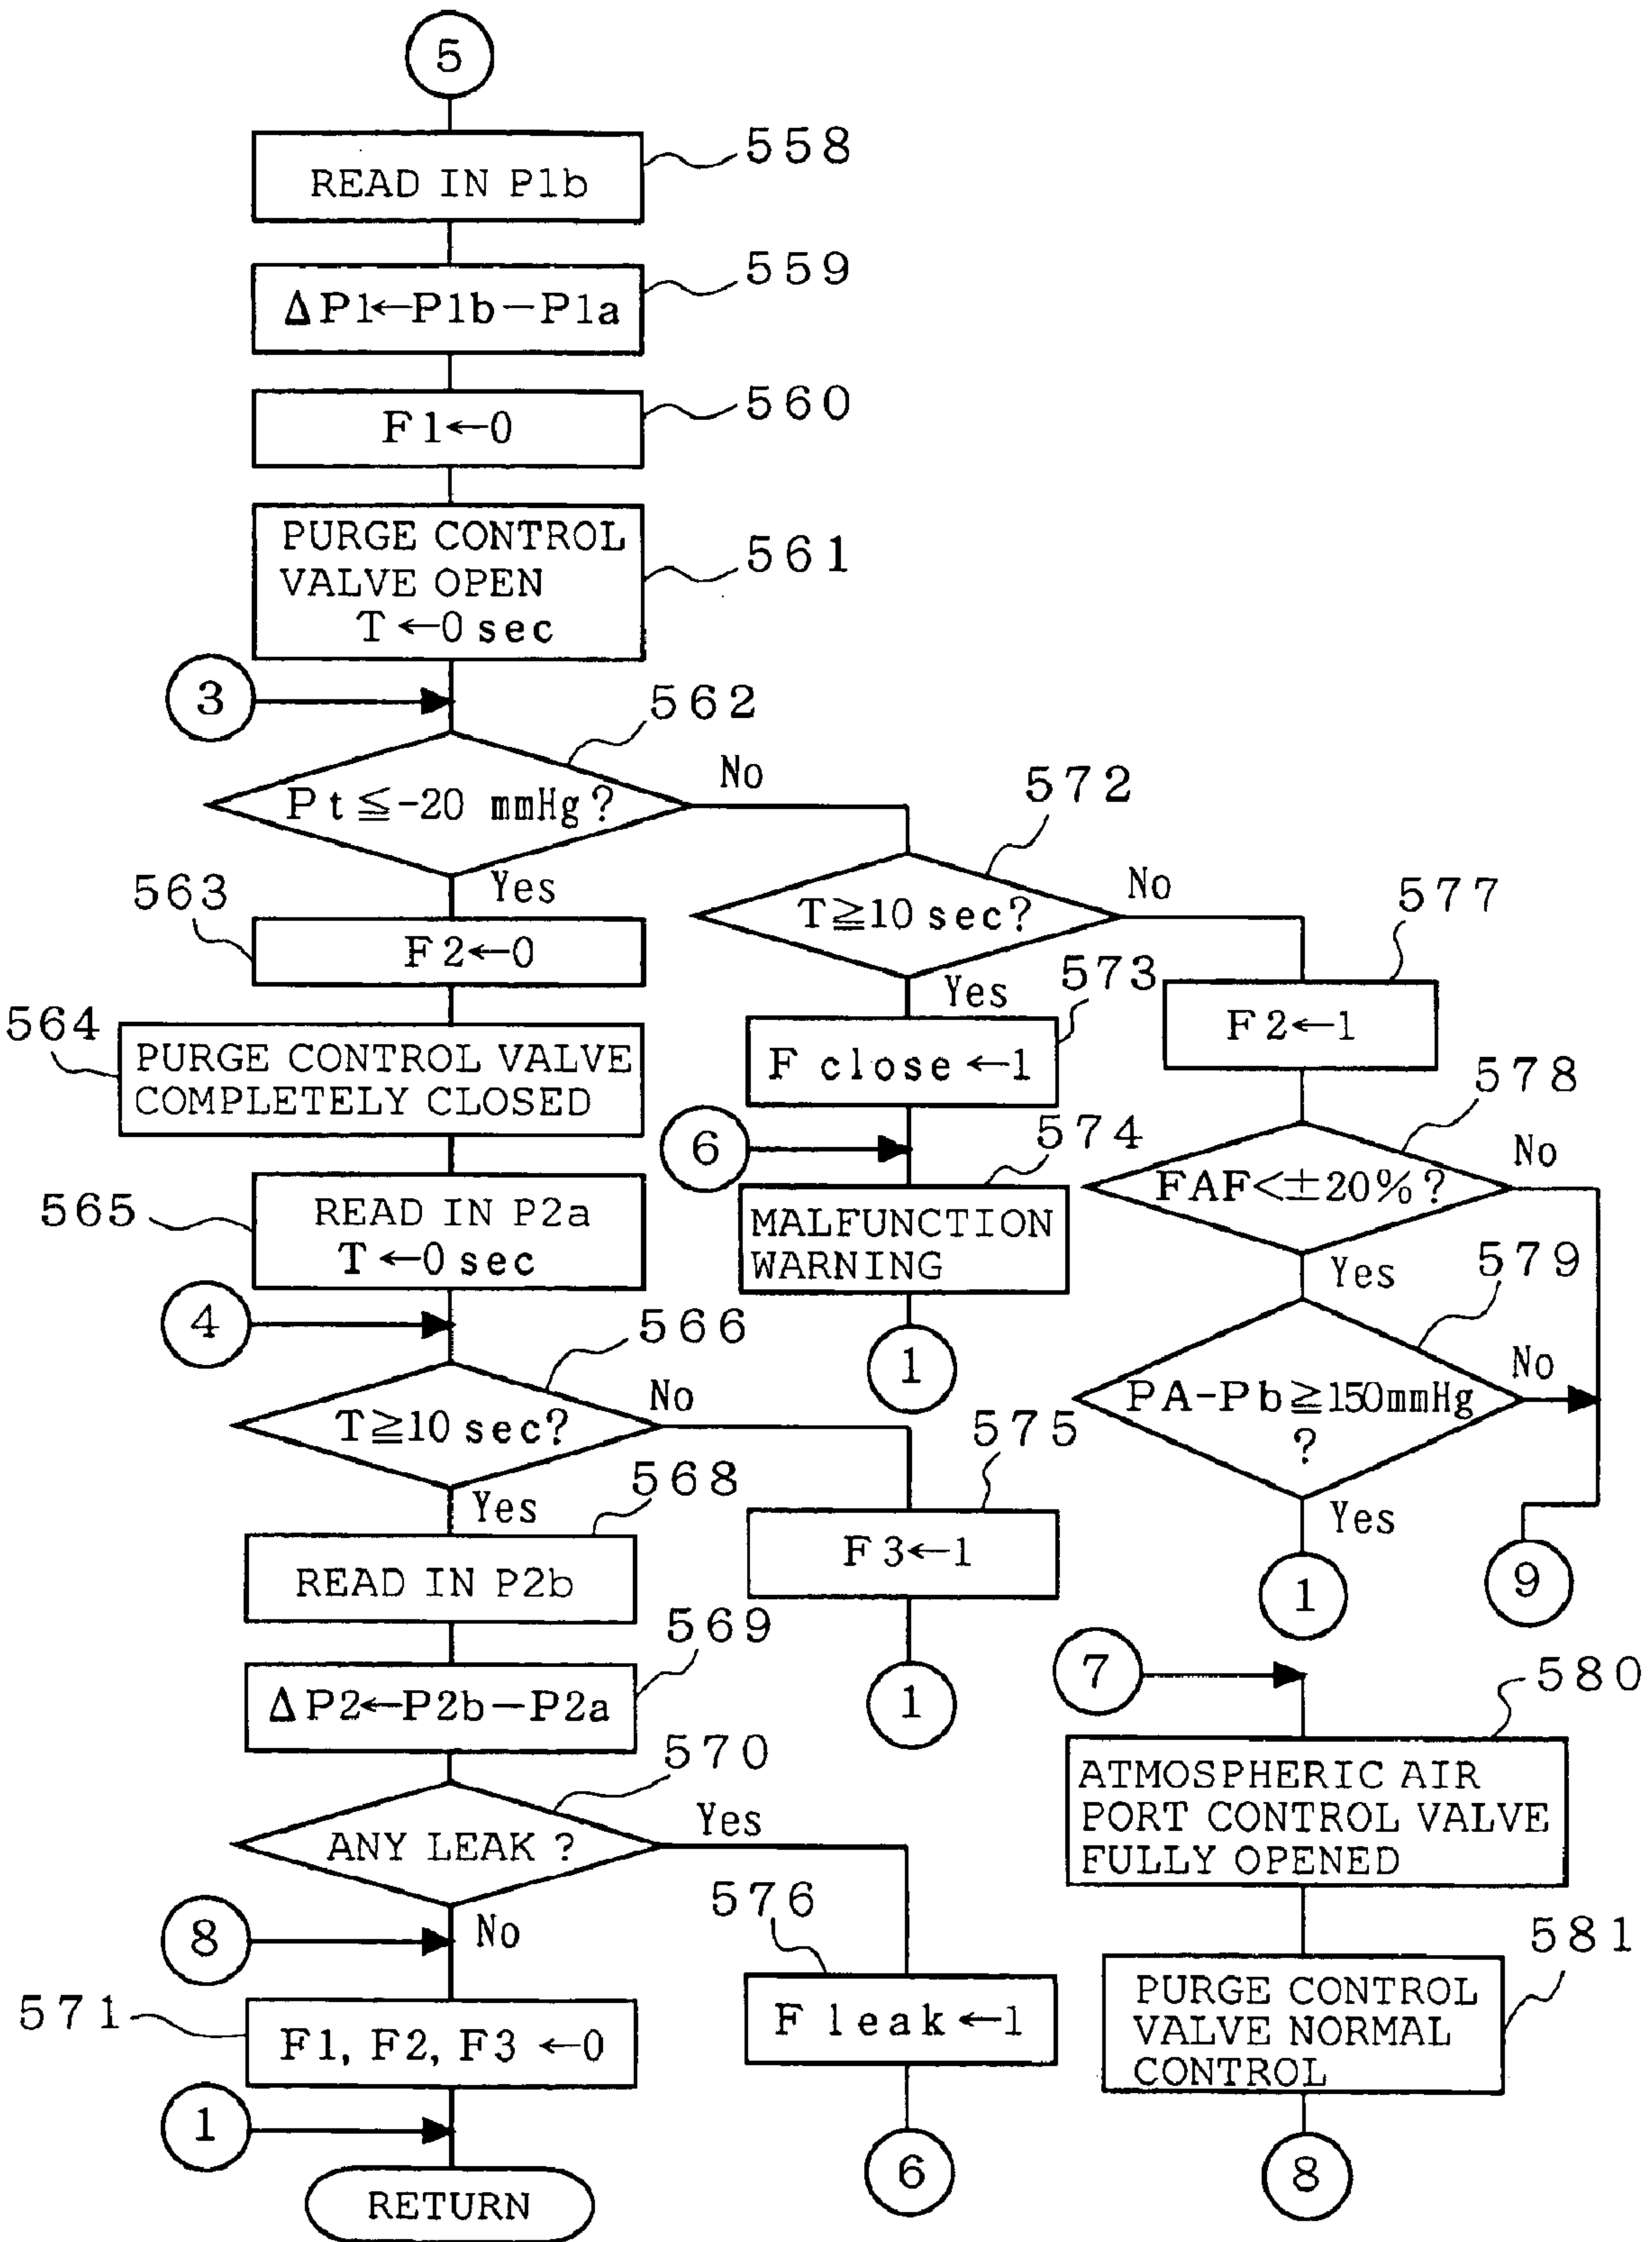 5
READ IN P1b
558
ΔP1←P1b−P1a
559
F1←0
560
PURGE CONTROL
VALVE OPEN
T←0 sec
561
3
562
Pt≦-20 mmHg?
No
Yes
572
T≧10 sec?
No
Yes
563
F2←0
577
F2←1
573
F close←1
564
PURGE CONTROL VALVE
COMPLETELY CLOSED
578
FAF<±20%?
No
Yes
6
574
MALFUNCTION
WARNING
1
565
READ IN P2a
T←0 sec
579
PA-Pb≧150mmHg
?
No
Yes
1
9
4
566
T≧10 sec?
No
Yes
575
F3←1
1
568
READ IN P2b
569
ΔP2←P2b−P2a
7
580
ATMOSPHERIC AIR
PORT CONTROL VALVE
FULLY OPENED
570
ANY LEAK?
Yes
No
576
F leak←1
6
581
PURGE CONTROL
VALVE NORMAL
CONTROL
8
8
571
F1, F2, F3←0
1
RETURN